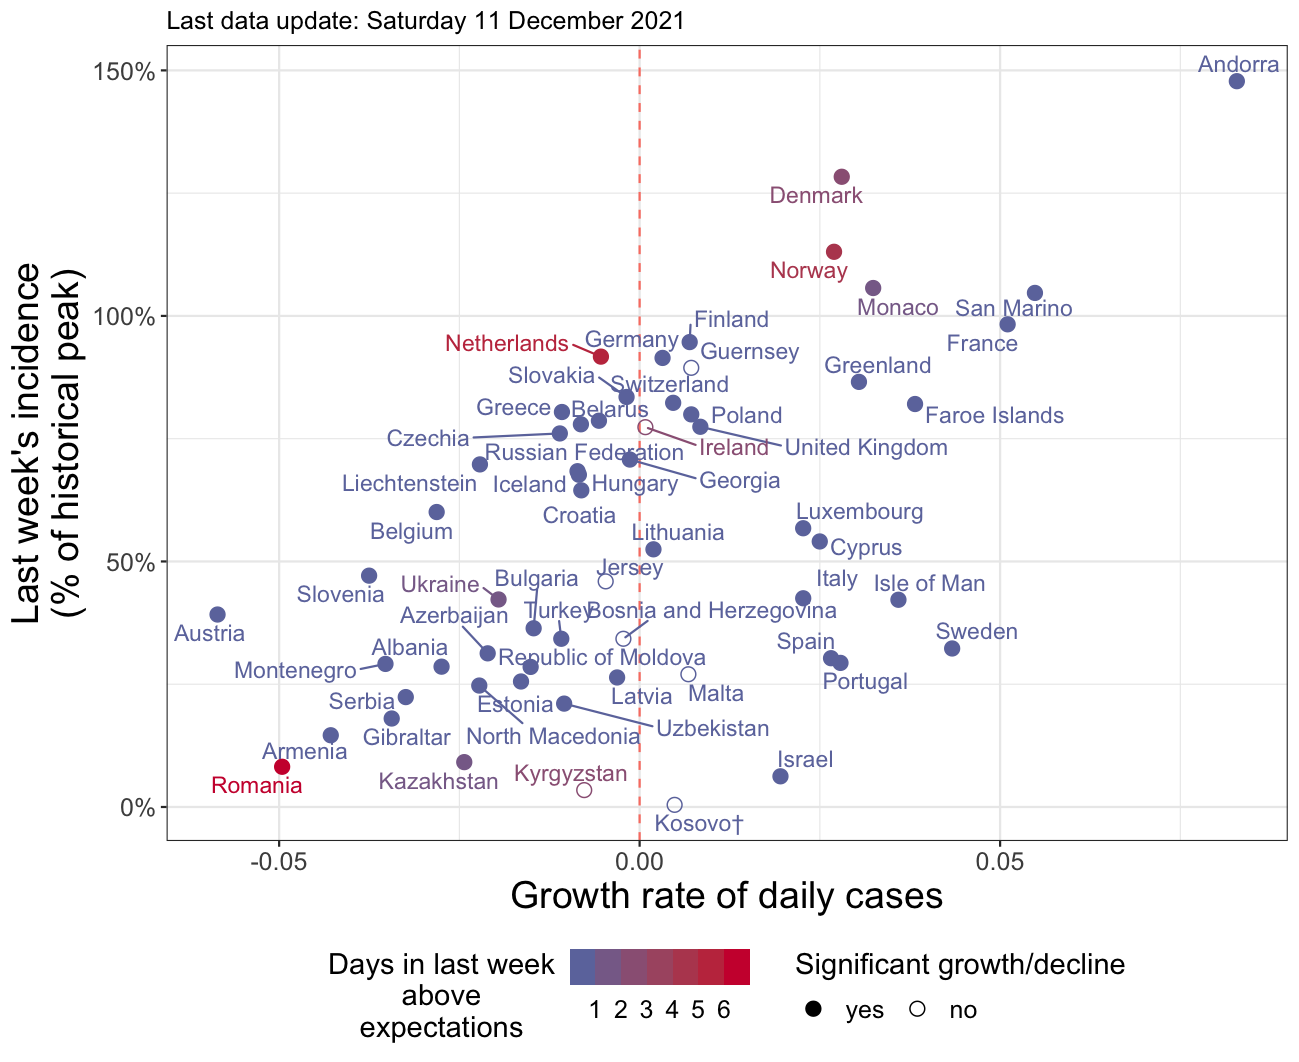 Last data update: Saturday 11 December 2021
Last week's incidence
(% of historical peak)
150%
100%
50%
0%
Andorra
Denmark
Norway
Monaco
San Marino
Finland
Germany
Netherlands
France
Guernsey
Greenland
Slovakia
Switzerland
Greece
Belarus
Poland
Faroe Islands
Czechia
Ireland
United Kingdom
Russian Federation
Liechtenstein
Iceland
Hungary
Georgia
Croatia
Luxembourg
Belgium
Lithuania
Cyprus
Jersey
Bulgaria
Italy
Isle of Man
Ukraine
Slovenia
Azerbaijan
Turkey
Bosnia and Herzegovina
Austria
Sweden
Spain
Albania
Republic of Moldova
Montenegro
Portugal
Malta
Latvia
Serbia
Estonia
Uzbekistan
Gibraltar
North Macedonia
Armenia
Israel
Kyrgyzstan
Kazakhstan
Romania
Kosovo†
-0.05
0.00
0.05
Growth rate of daily cases
Days in last week
above
expectations
1 2 3 4 5 6
Significant growth/decline
yes
no